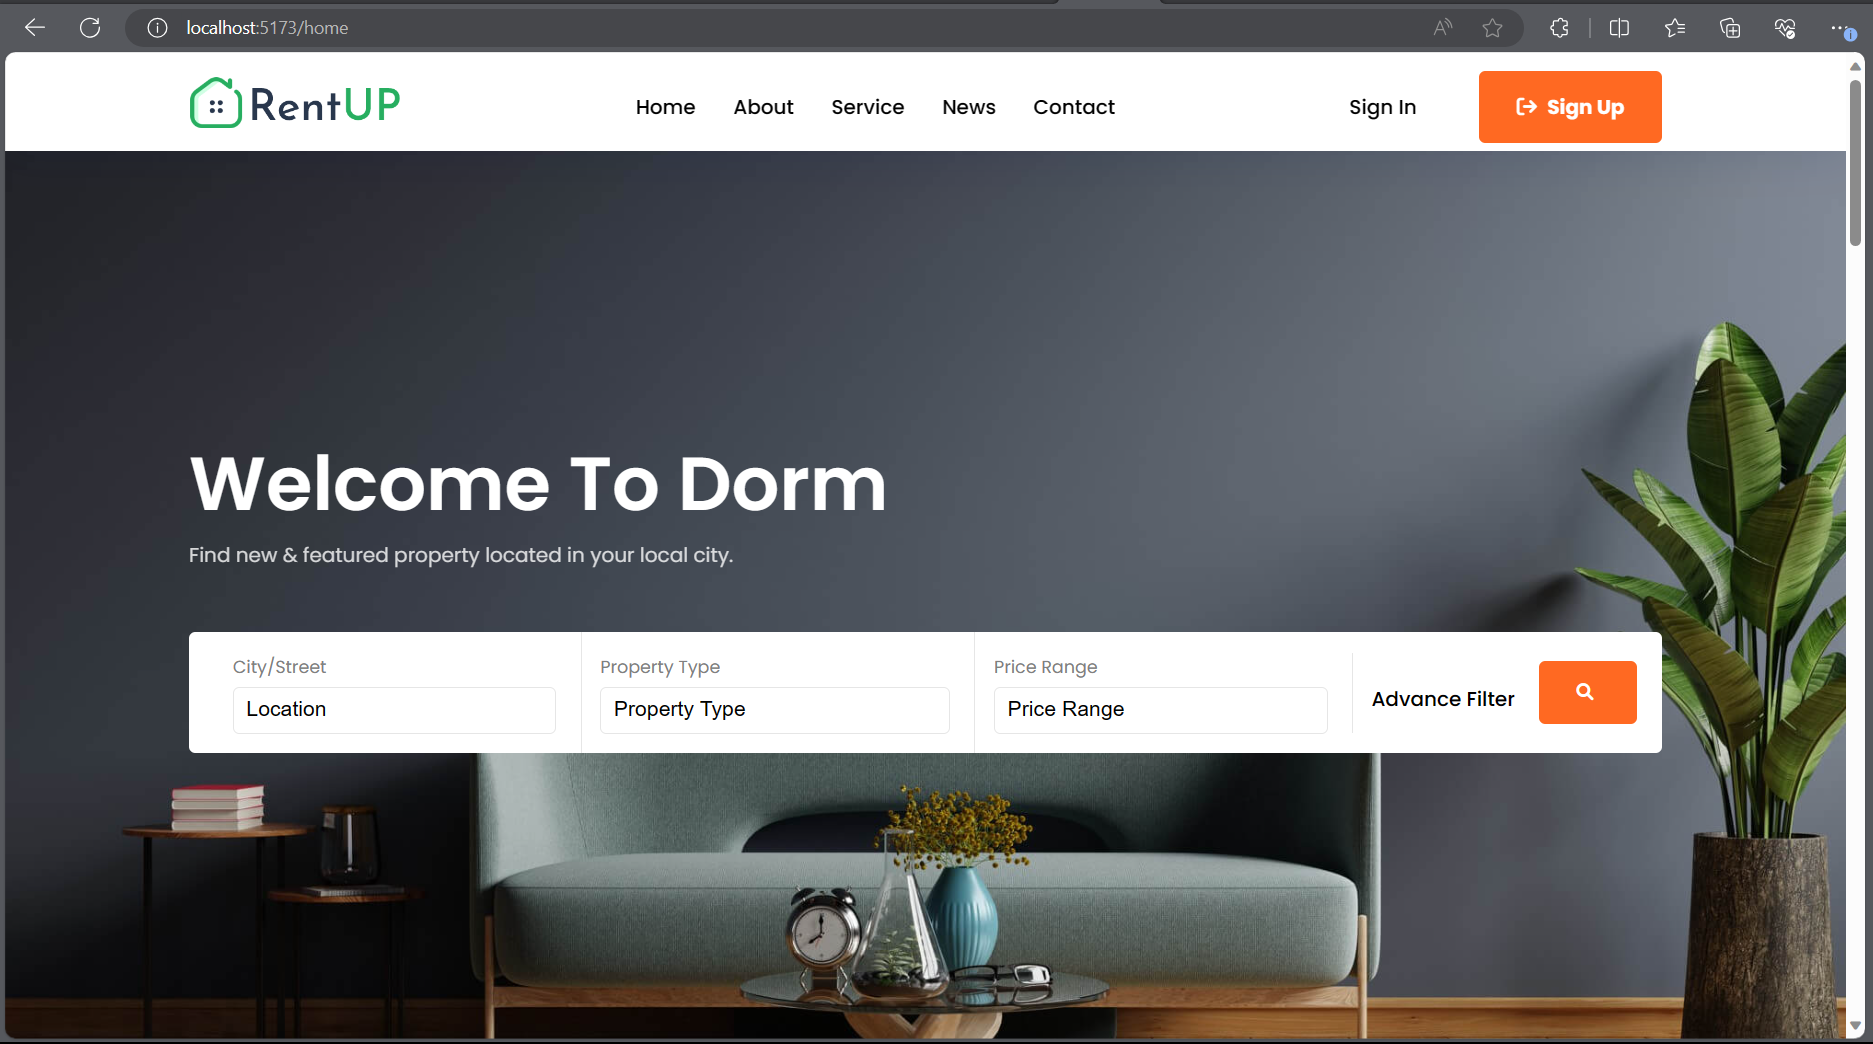 localhost:5173/home
RentUP
Home About Service News Contact Sign In Sign Up
Welcome To Dorm
Find new & featured property located in your local city.
City/Street Property Type Price Range
Location Property Type Price Range Advance Filter